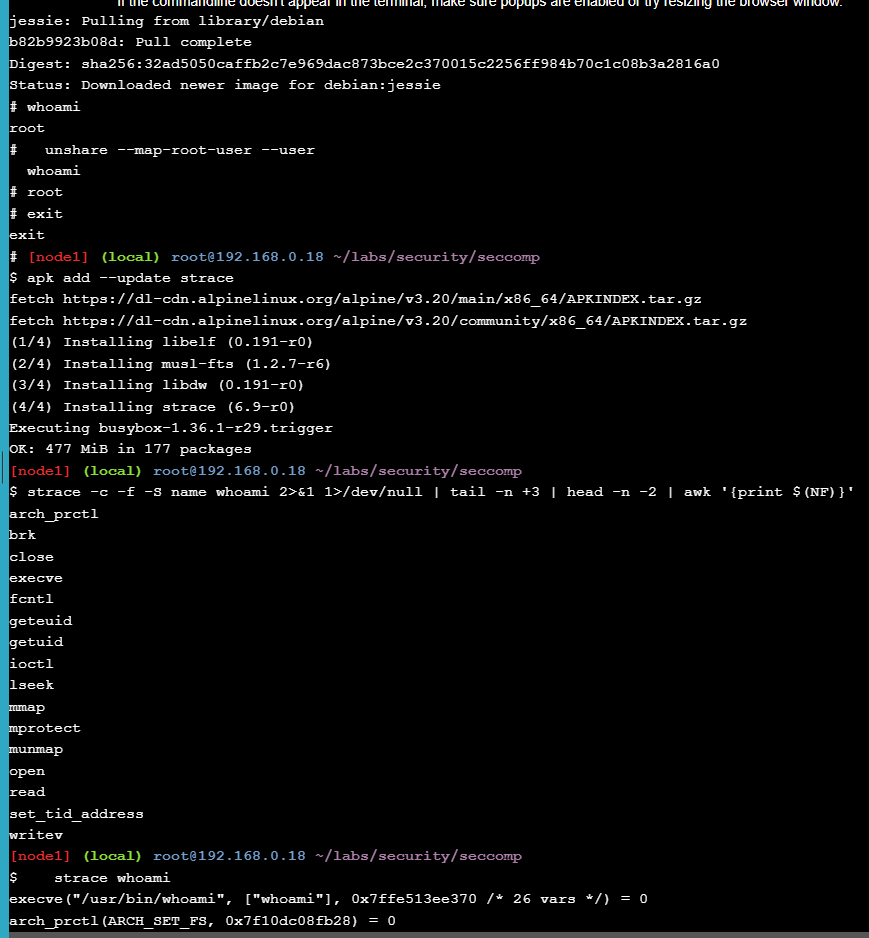 If the commandline doesn't appear in the terminal, make sure popups are enabled or try resizing the browser window.
jessie: Pulling from library/debian
b82b9923b08d: Pull complete
Digest: sha256:32ad5050caffb2c7e969dac873bce2c370015c2256ff984b70c1c08b3a2816a0
Status: Downloaded newer image for debian:jessie
# whoami
root
#   unshare --map-root-user --user
  whoami
# root
# exit
exit
# [node1] (local) root@192.168.0.18 ~/labs/security/seccomp
$ apk add --update strace
fetch https://dl-cdn.alpinelinux.org/alpine/v3.20/main/x86_64/APKINDEX.tar.gz
fetch https://dl-cdn.alpinelinux.org/alpine/v3.20/community/x86_64/APKINDEX.tar.gz
(1/4) Installing libelf (0.191-r0)
(2/4) Installing musl-fts (1.2.7-r6)
(3/4) Installing libdw (0.191-r0)
(4/4) Installing strace (6.9-r0)
Executing busybox-1.36.1-r29.trigger
OK: 477 MiB in 177 packages
[node1] (local) root@192.168.0.18 ~/labs/security/seccomp
$ strace -c -f -S name whoami 2>&1 1>/dev/null | tail -n +3 | head -n -2 | awk '{print $(NF)}'
arch_prctl
brk
close
execve
fcntl
geteuid
getuid
ioctl
lseek
mmap
mprotect
munmap
open
read
set_tid_address
writev
[node1] (local) root@192.168.0.18 ~/labs/security/seccomp
$    strace whoami
execve("/usr/bin/whoami", ["whoami"], 0x7ffe513ee370 /* 26 vars */) = 0
arch_prctl(ARCH_SET_FS, 0x7f10dc08fb28) = 0